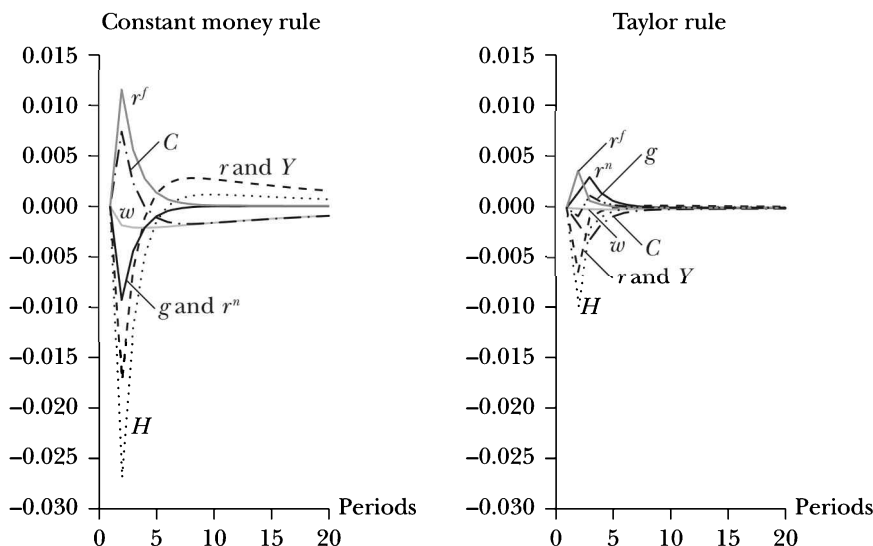 Constant money rule
0.015
0.010
0.005
0.000
–0.005
–0.010
–0.015
–0.020
–0.025
–0.030
r^f
C
r and Y
w
g and r^n
H
Periods
0 5 10 15 20
Taylor rule
0.015
0.010
0.005
0.000
–0.005
–0.010
–0.015
–0.020
–0.025
–0.030
r^f
g
r^n
w
C
r and Y
H
Periods
0 5 10 15 20